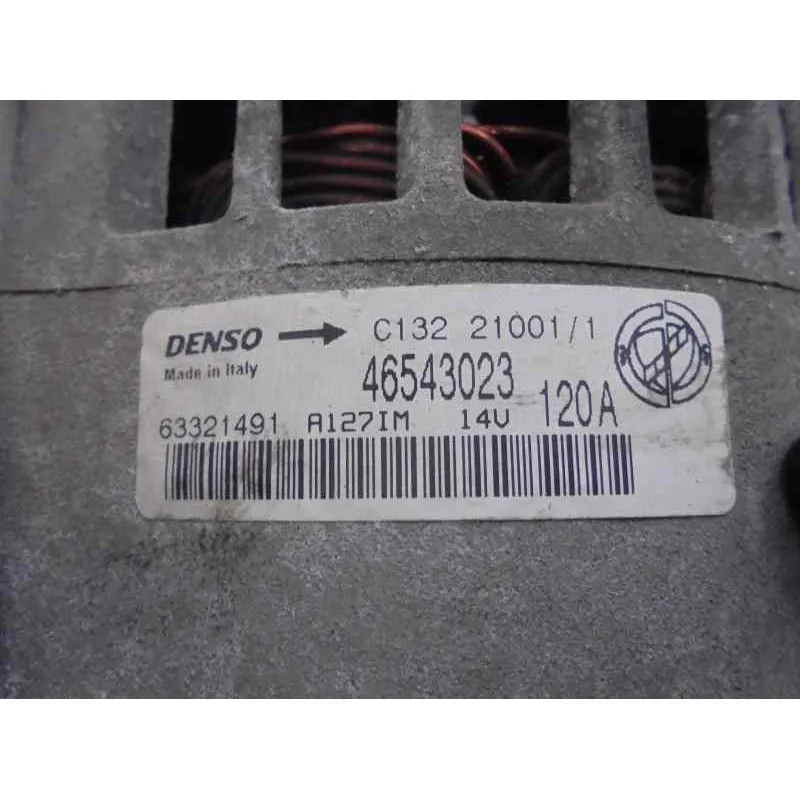 DENSO C132 21001/1
Made in Italy 46543023
63321491 A127IM 14V 120A